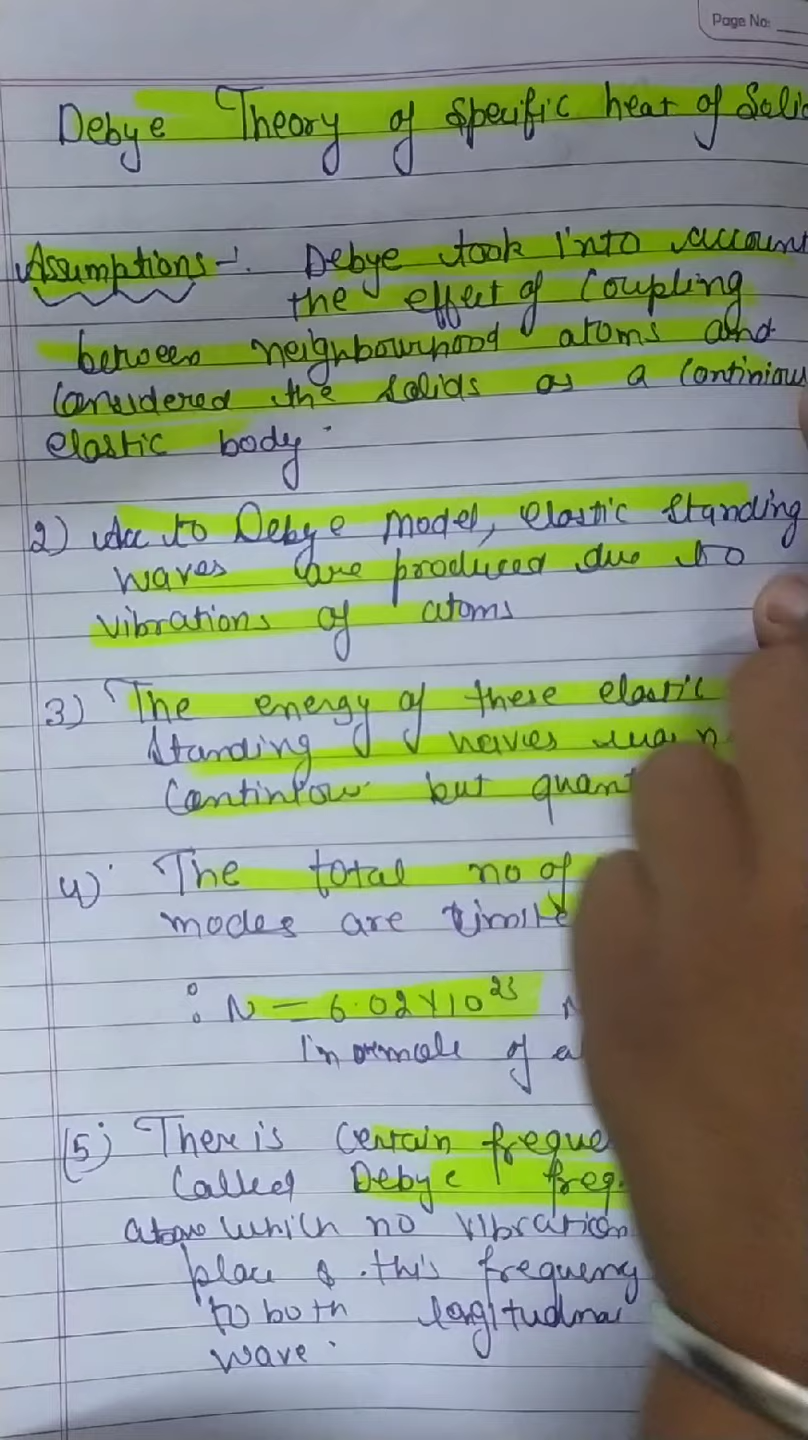 Page No:
Debye Theory of Specific heat of Solid
Assumptions -1. Debye took into account
the effect of Coupling
between neighbourhood atoms and
Considered the Solids as a Continious
elastic body.
2) Acc to Debye Model, elastic Standing
waves are produced due to
vibrations of atoms
3) The energy of these elastic
Standing waves
but quant
4) The total no of
modes are limite
∴ N = 6.02×10²³ N
In one mole of a
(5) There is Certain freque
Called Debye freq.
above which no vibration
place & this frequency
to both
wave.